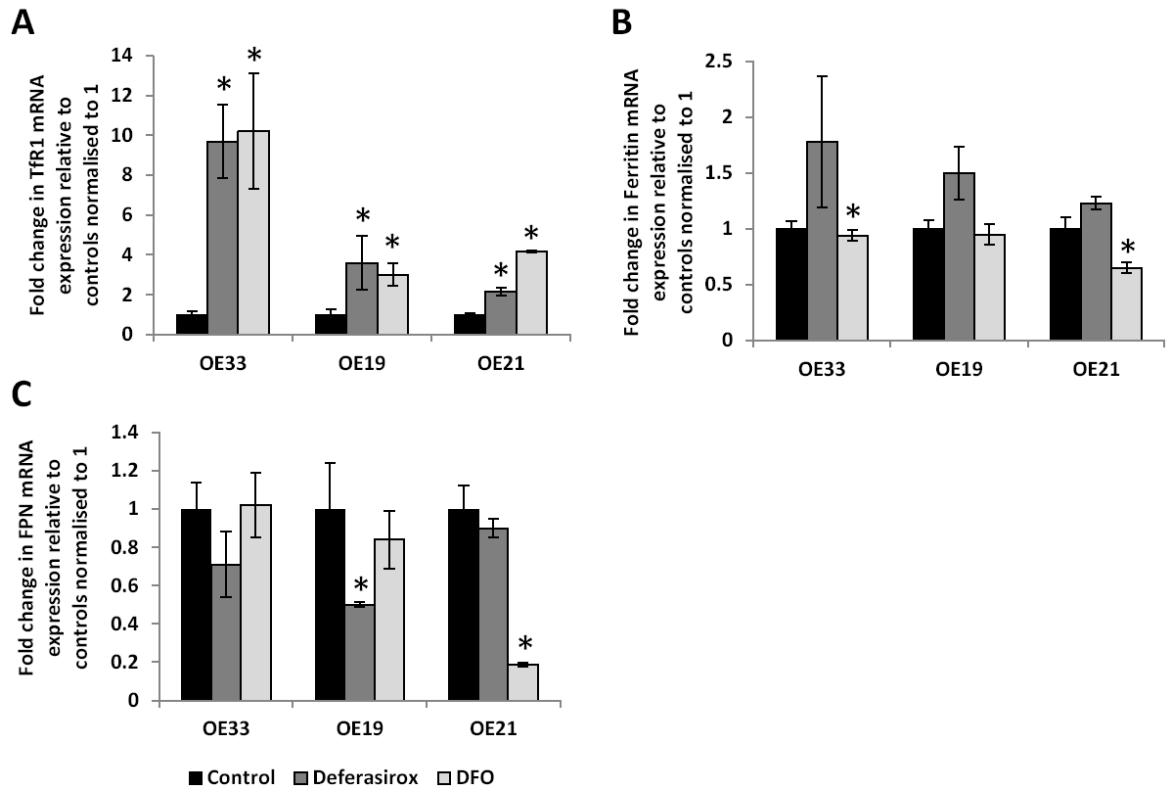 A
Fold change in TfR1 mRNA
expression relative to
controls normalised to 1
14
12
10
8
6
4
2
0
* * * * * *
OE33 OE19 OE21
B
Fold change in Ferritin mRNA
expression relative to
controls normalised to 1
2.5
2
1.5
1
0.5
0
* *
OE33 OE19 OE21
C
Fold change in FPN mRNA
expression relative to
controls normalised to 1
1.4
1.2
1
0.8
0.6
0.4
0.2
0
* *
OE33 OE19 OE21
Control Deferasirox DFO